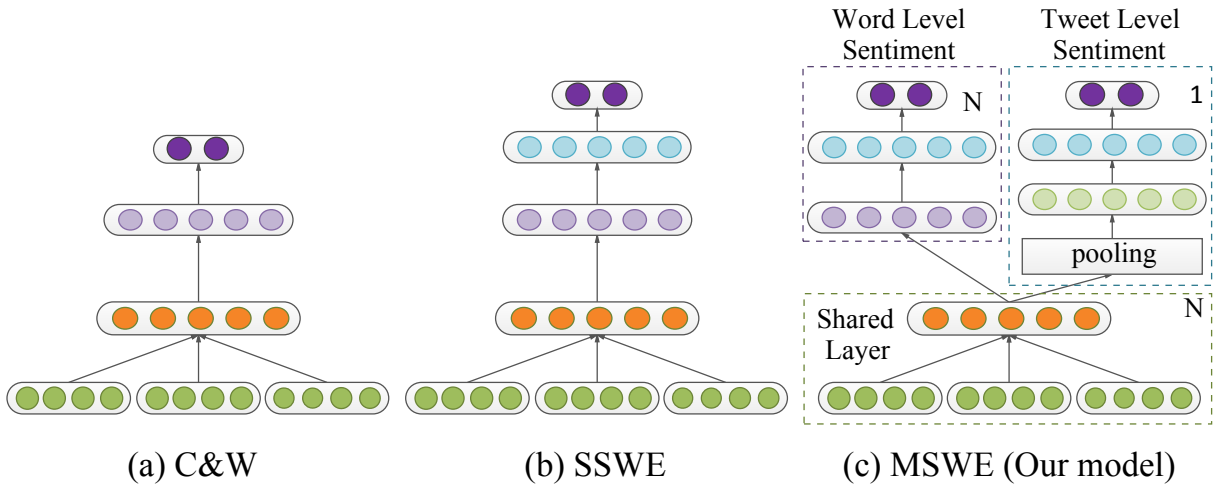 Word Level
Sentiment
Tweet Level
Sentiment
N
1
pooling
Shared
Layer
N
(a) C&W
(b) SSWE
(c) MSWE (Our model)